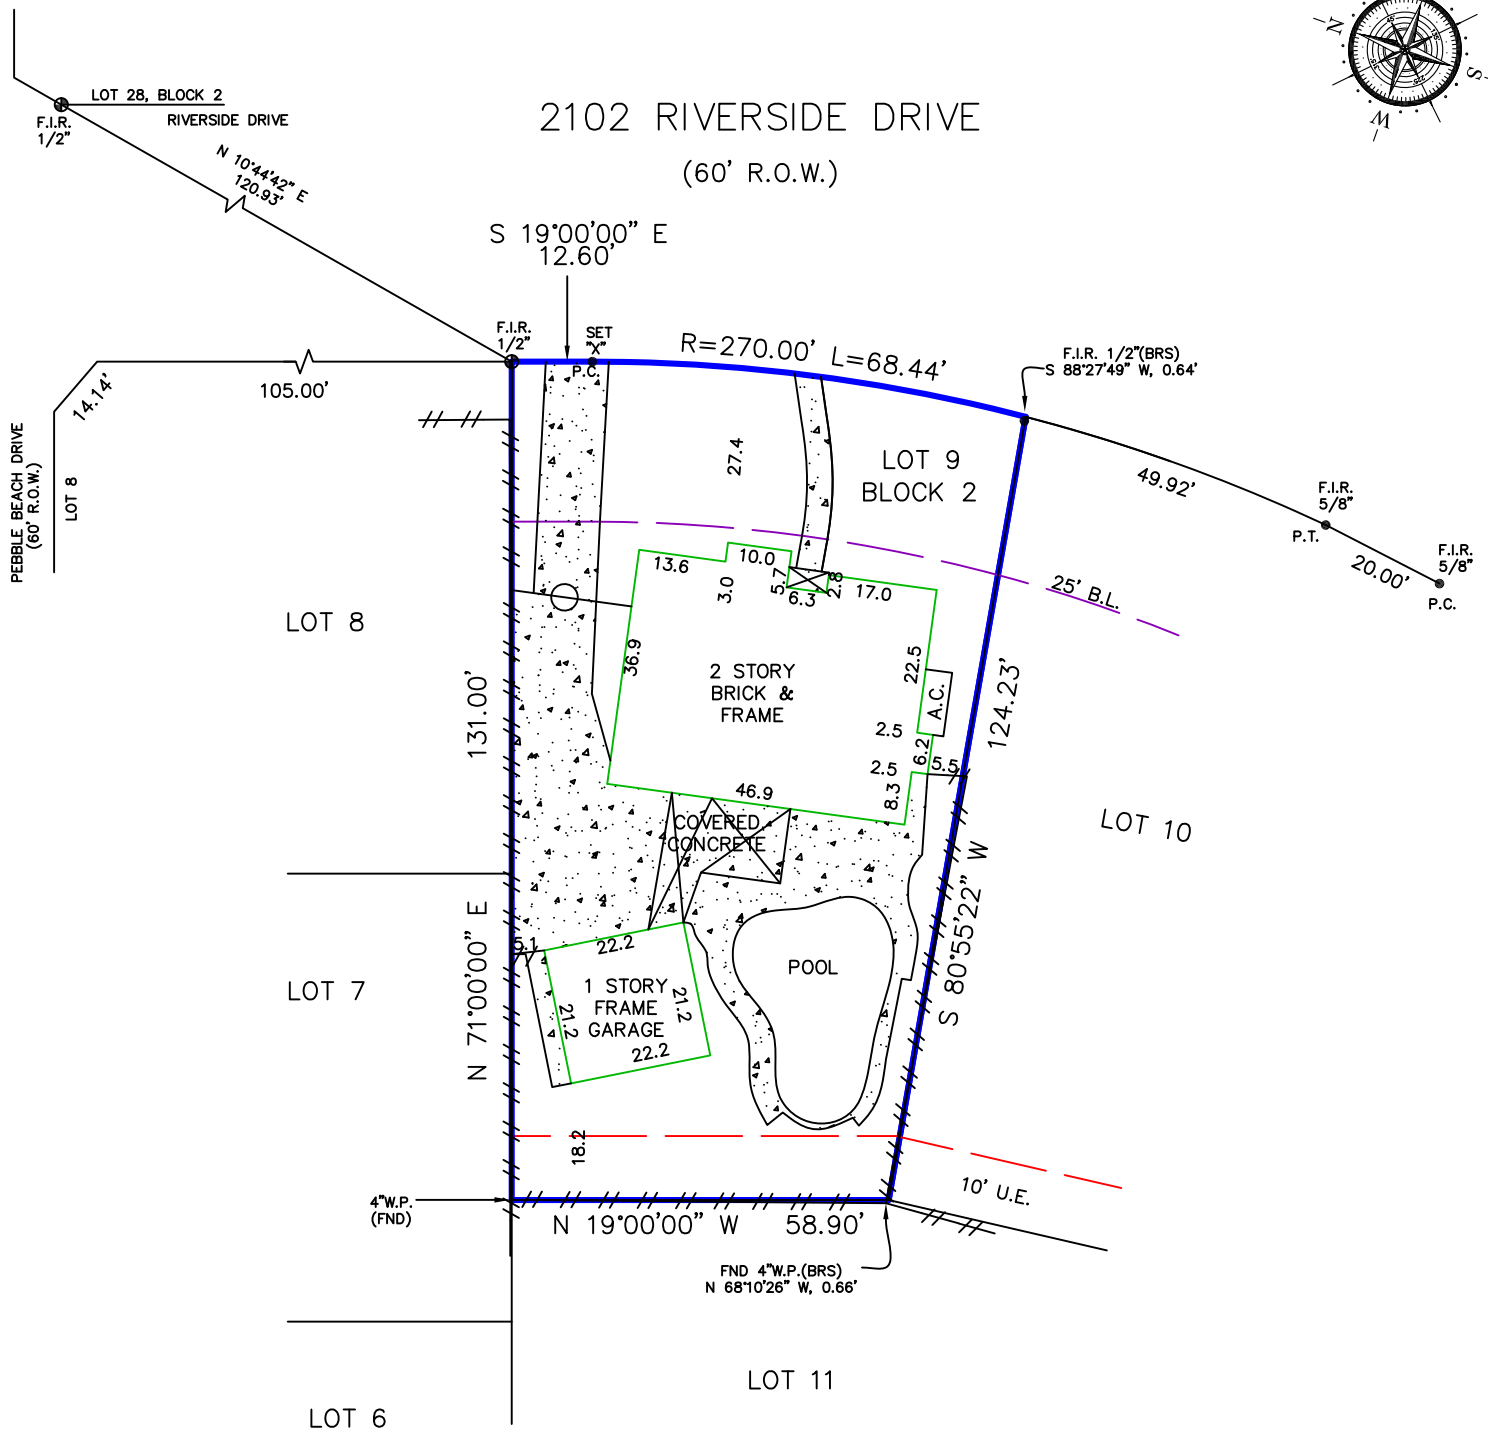 N
S
W
LOT 28, BLOCK 2
RIVERSIDE DRIVE
F.I.R.
1/2"
N 10°44'42" E
120.93'
2102 RIVERSIDE DRIVE
(60' R.O.W.)
S 19°00'00" E
12.60'
F.I.R.
1/2"
SET
"X"
P.C.
R=270.00' L=68.44'
F.I.R. 1/2"(BRS)
S 88°27'49" W, 0.64'
14.14'
105.00'
PEBBLE BEACH DRIVE
(60' R.O.W.)
LOT 8
27.4
LOT 9
BLOCK 2
49.92'
F.I.R.
5/8"
P.T.
20.00'
F.I.R.
5/8"
P.C.
25' B.L.
13.6
3.0
10.0
5.7
6.3
2.8
17.0
LOT 8
36.9
2 STORY
BRICK &
FRAME
22.5
A.C.
2.5
6.2
2.5
5.5
8.3
46.9
131.00'
124.23'
COVERED
CONCRETE
LOT 10
N 71°00'00" E
S 80°55'22" W
5.1
22.2
LOT 7
1 STORY
FRAME
GARAGE
21.2
21.2
22.2
POOL
18.2
10' U.E.
4"W.P.
(FND)
N 19°00'00" W 58.90'
FND 4"W.P.(BRS)
N 68°10'26" W, 0.66'
LOT 11
LOT 6